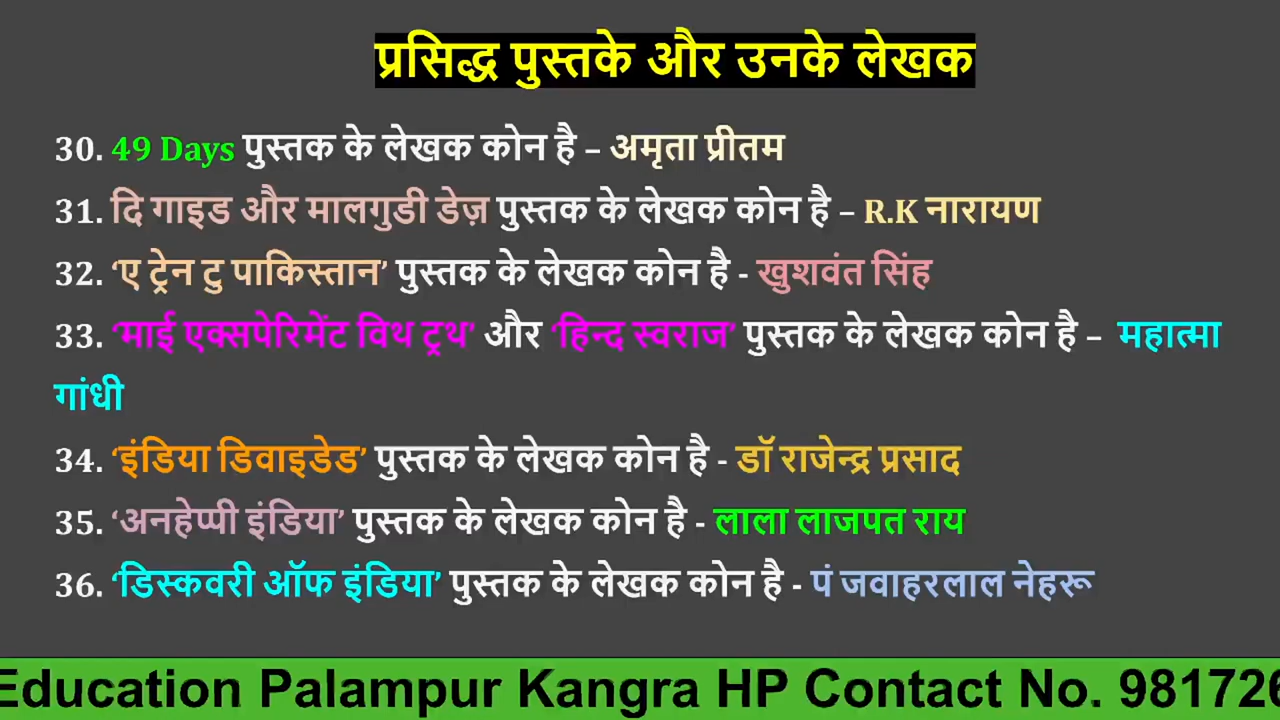 प्रसिद्ध पुस्तके और उनके लेखक
30. 49 Days पुस्तक के लेखक कोन है – अमृता प्रीतम
31. दि गाइड और मालगुडी डेज़ पुस्तक के लेखक कोन है – R.K नारायण
32. ‘ए ट्रेन टु पाकिस्तान’ पुस्तक के लेखक कोन है - खुशवंत सिंह
33. ‘माई एक्सपेरिमेंट विथ ट्रथ’ और ‘हिन्द स्वराज’ पुस्तक के लेखक कोन है – महात्मा
गांधी
34. ‘इंडिया डिवाइडेड’ पुस्तक के लेखक कोन है - डॉ राजेन्द्र प्रसाद
35. ‘अनहेप्पी इंडिया’ पुस्तक के लेखक कोन है - लाला लाजपत राय
36. ‘डिस्कवरी ऑफ इंडिया’ पुस्तक के लेखक कोन है - पं जवाहरलाल नेहरू
Education Palampur Kangra HP Contact No. 981726